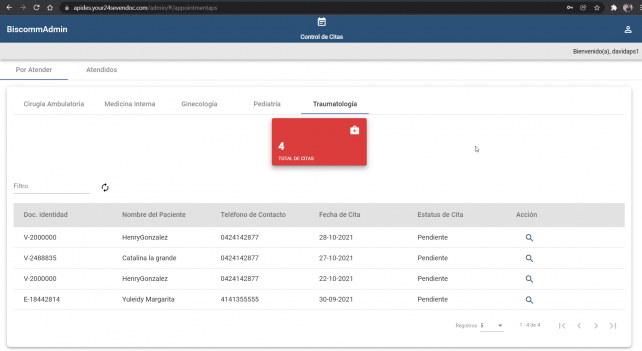 apides.your24sevendoc.com/admin/#/appointmentaps
BiscommAdmin
Control de Citas
Bienvenido(a), davidaps1
Por Atender Atendidos
Cirugía Ambulatoria Medicina Interna Ginecología Pediatría Traumatología
4
TOTAL DE CITAS
Filtro
Doc. Identidad Nombre del Paciente Teléfono de Contacto Fecha de Cita Estatus de Cita Acción
V-2000000 HenryGonzalez 0424142877 28-10-2021 Pendiente
V-2488835 Catalina la grande 0424142877 27-10-2021 Pendiente
V-2000000 HenryGonzalez 0424142877 22-10-2021 Pendiente
E-18442814 Yuleidy Margarita 4141355555 30-09-2021 Pendiente
Registros 5 1 - 4 de 4